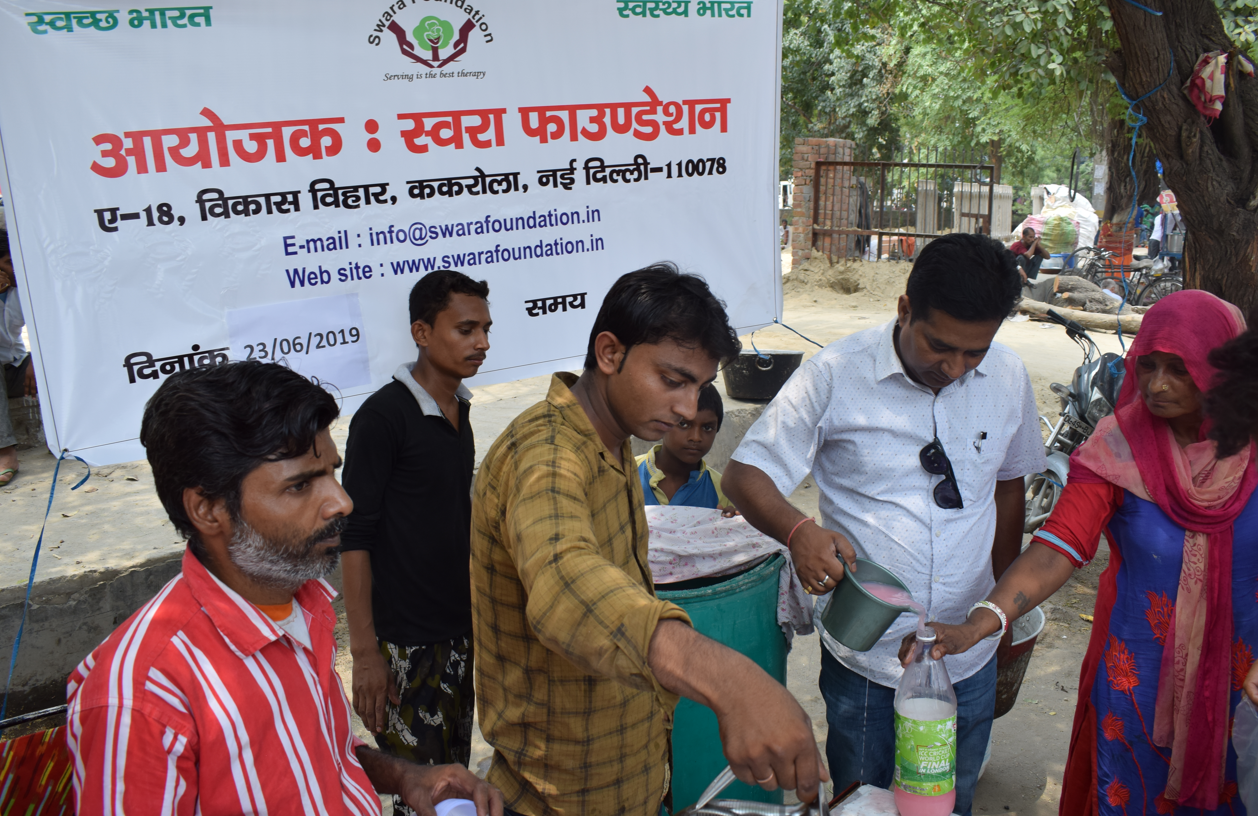 स्वच्छ भारत
Swara Foundation
स्वस्थ्य भारत
Serving is the best therapy
आयोजक : स्वरा फाउण्डेशन
ए-18, विकास विहार, ककरोला, नई दिल्ली-110078
E-mail : info@swarafoundation.in
Web site : www.swarafoundation.in
समय
दिनांक 23/06/2019
FINAL